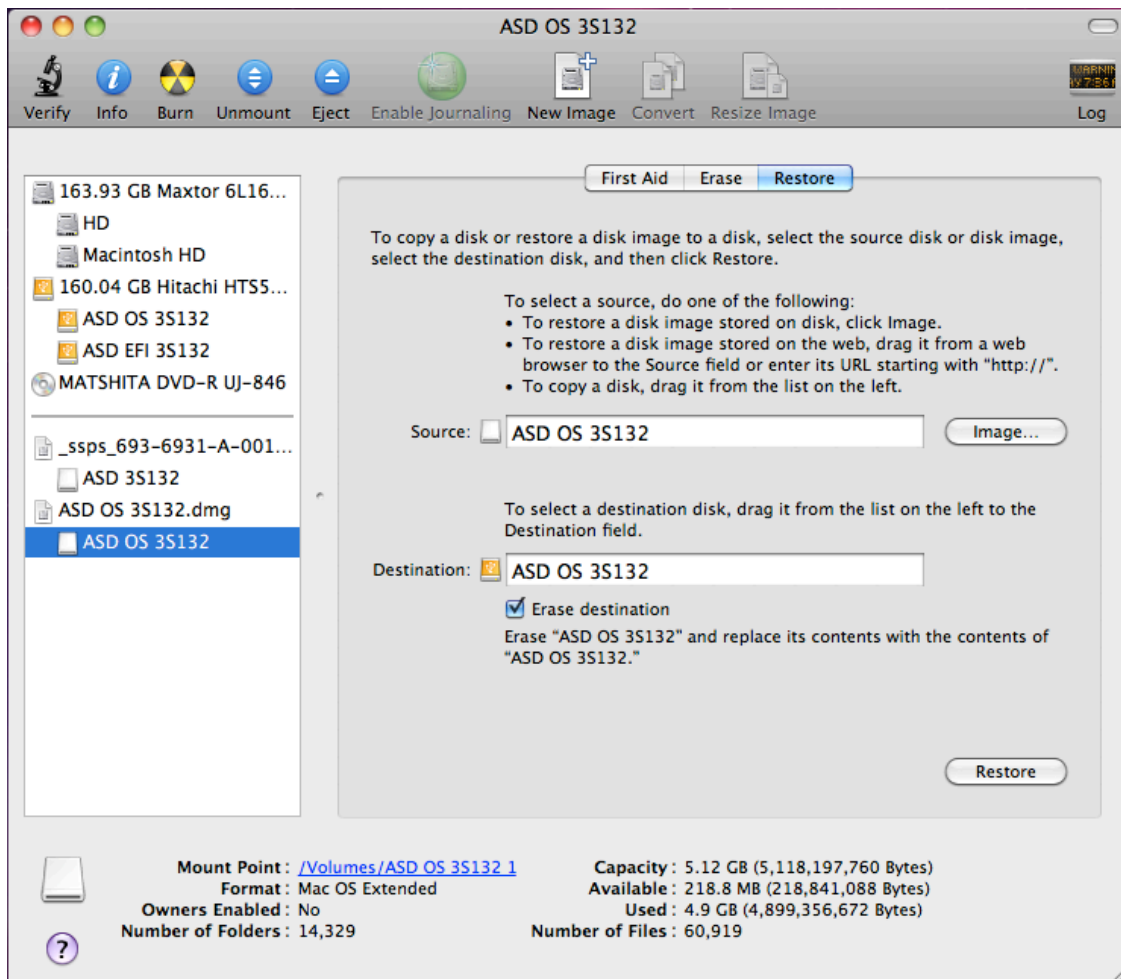 ASD OS 3S132
Verify Info Burn Unmount Eject Enable Journaling New Image Convert Resize Image Log
WARNIN
First Aid Erase Restore
163.93 GB Maxtor 6L16...
HD
Macintosh HD
160.04 GB Hitachi HTS5...
ASD OS 3S132
ASD EFI 3S132
MATSHITA DVD-R UJ-846
_ssps_693-6931-A-001...
ASD 3S132
ASD OS 3S132.dmg
ASD OS 3S132
To copy a disk or restore a disk image to a disk, select the source disk or disk image,
select the destination disk, and then click Restore.
To select a source, do one of the following:
• To restore a disk image stored on disk, click Image.
• To restore a disk image stored on the web, drag it from a web
browser to the Source field or enter its URL starting with “http://”.
• To copy a disk, drag it from the list on the left.
Source: ASD OS 3S132 Image...
To select a destination disk, drag it from the list on the left to the
Destination field.
Destination: ASD OS 3S132
Erase destination
Erase “ASD OS 3S132” and replace its contents with the contents of
“ASD OS 3S132.”
Restore
Mount Point : /Volumes/ASD OS 3S132 1
Format : Mac OS Extended
Owners Enabled : No
Number of Folders : 14,329
Capacity : 5.12 GB (5,118,197,760 Bytes)
Available : 218.8 MB (218,841,088 Bytes)
Used : 4.9 GB (4,899,356,672 Bytes)
Number of Files : 60,919
?